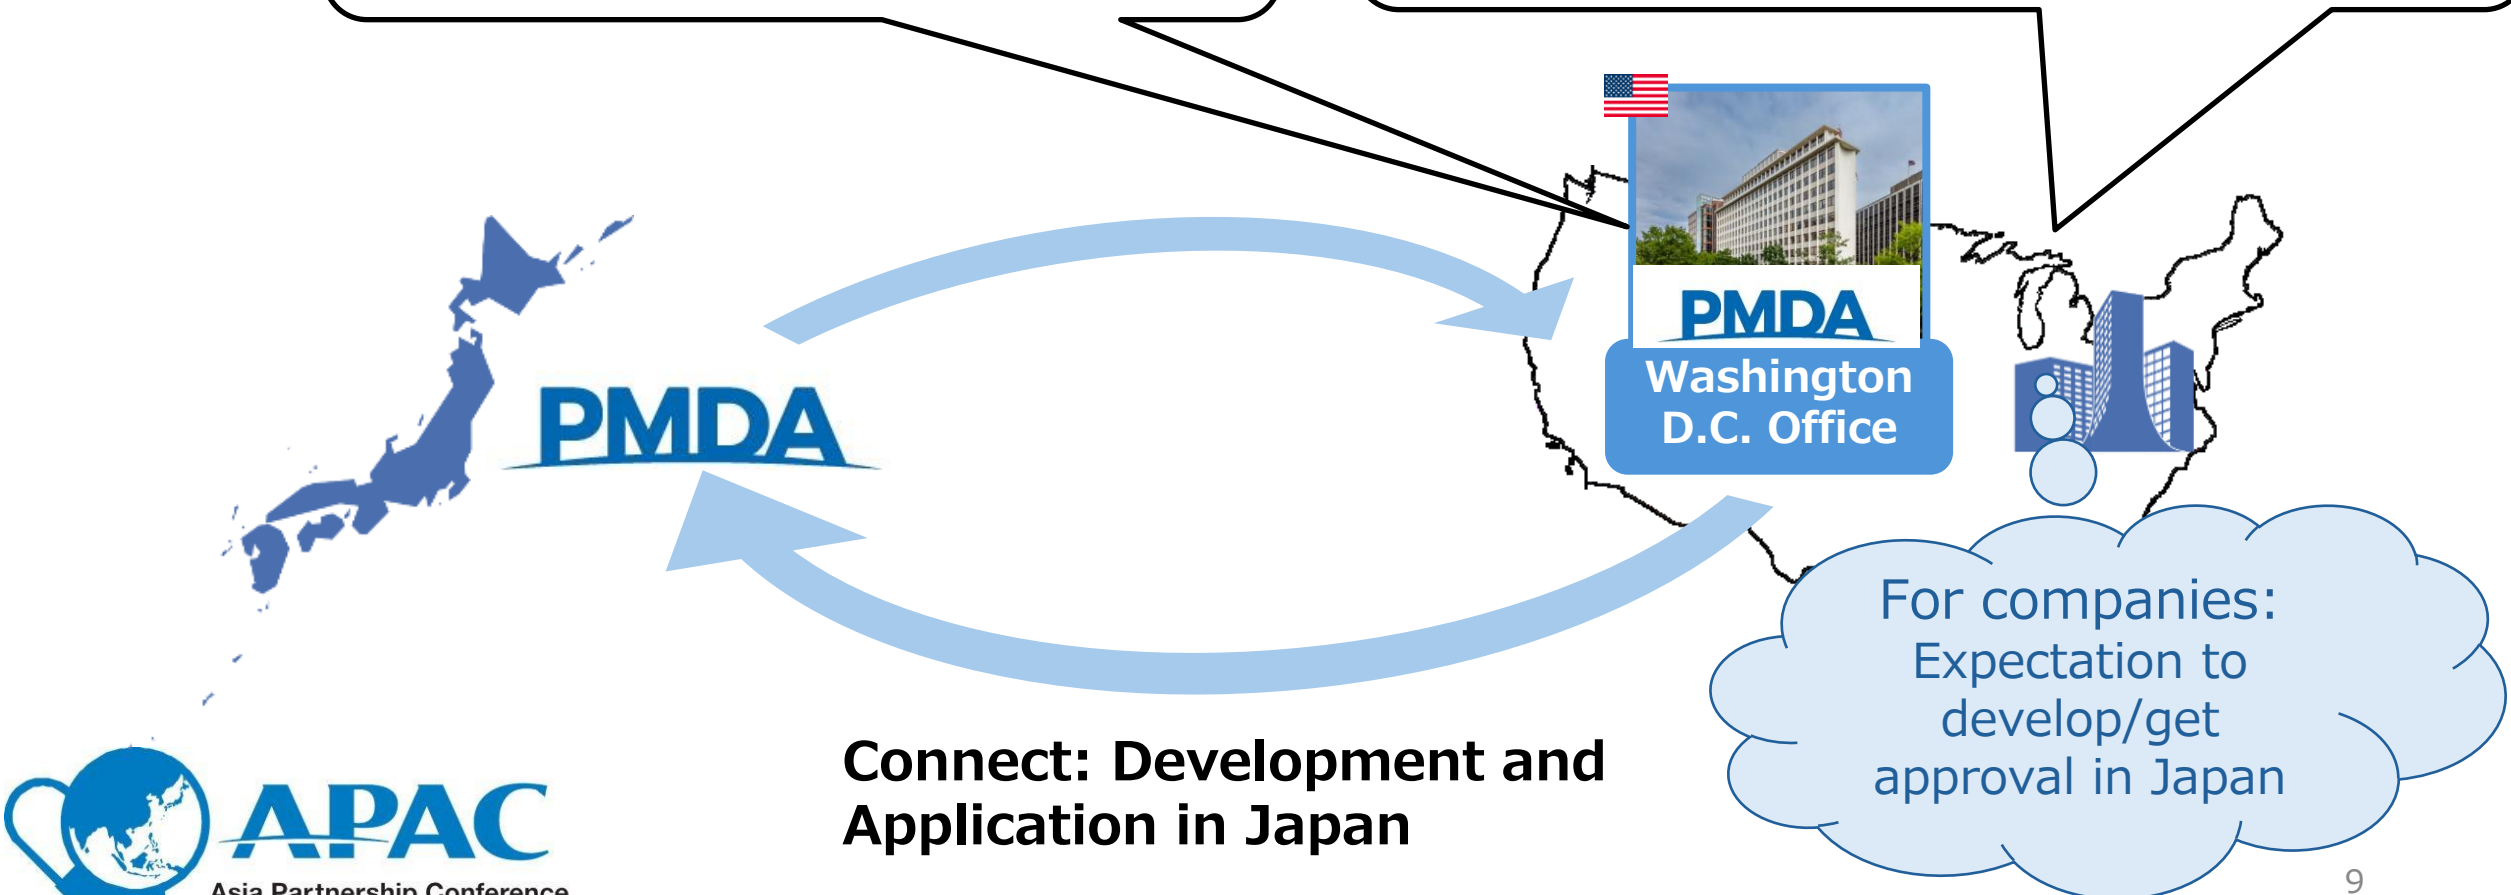 PMDA
Washington
D.C. Office
PMDA
For companies:
Expectation to
develop/get
approval in Japan
Connect: Development and
Application in Japan
APAC
Asia Partnership Conference
9